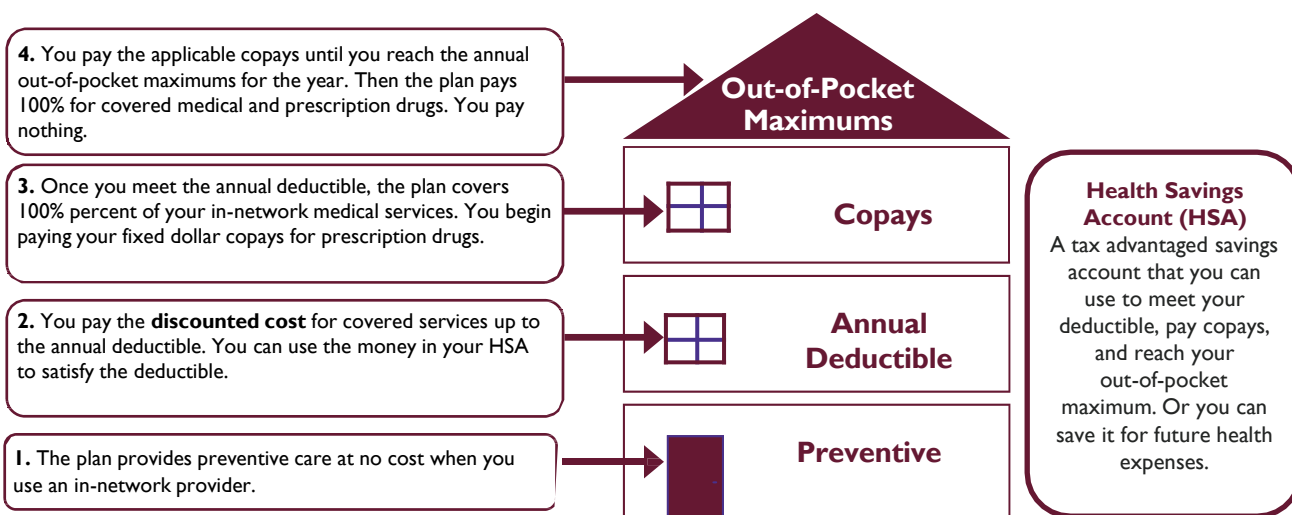 4. You pay the applicable copays until you reach the annual
out-of-pocket maximums for the year. Then the plan pays
100% for covered medical and prescription drugs. You pay
nothing.
Out-of-Pocket
Maximums
3. Once you meet the annual deductible, the plan covers
100% percent of your in-network medical services. You begin
paying your fixed dollar copays for prescription drugs.
Copays
2. You pay the discounted cost for covered services up to
the annual deductible. You can use the money in your HSA
to satisfy the deductible.
Annual
Deductible
1. The plan provides preventive care at no cost when you
use an in-network provider.
Preventive
Health Savings
Account (HSA)
A tax advantaged savings
account that you can
use to meet your
deductible, pay copays,
and reach your
out-of-pocket
maximum. Or you can
save it for future health
expenses.